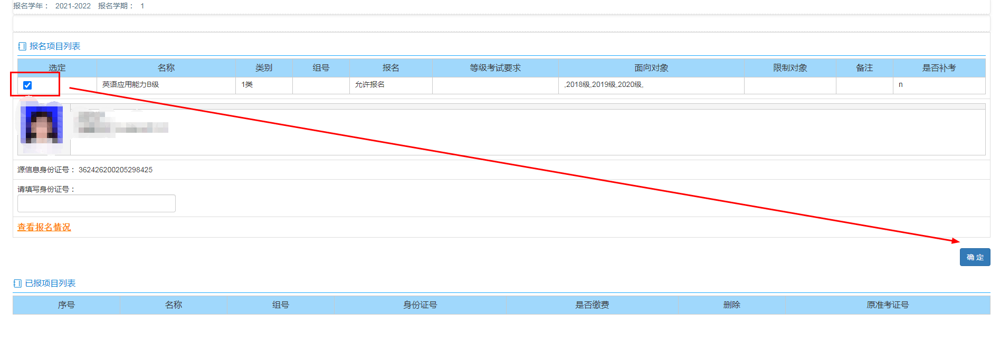 报名学年： 2021-2022 报名学期： 1
报名项目列表
选定 名称 类别 组号 报名 等级考试要求 面向对象 限制对象 备注 是否补考
英语应用能力B级 1类 允许报名 ,2018级,2019级,2020级, n
源信息身份证号： 362426200205298425
请填写身份证号：
查看报名情况
确 定
已报项目列表
序号 名称 组号 身份证号 是否缴费 删除 原准考证号